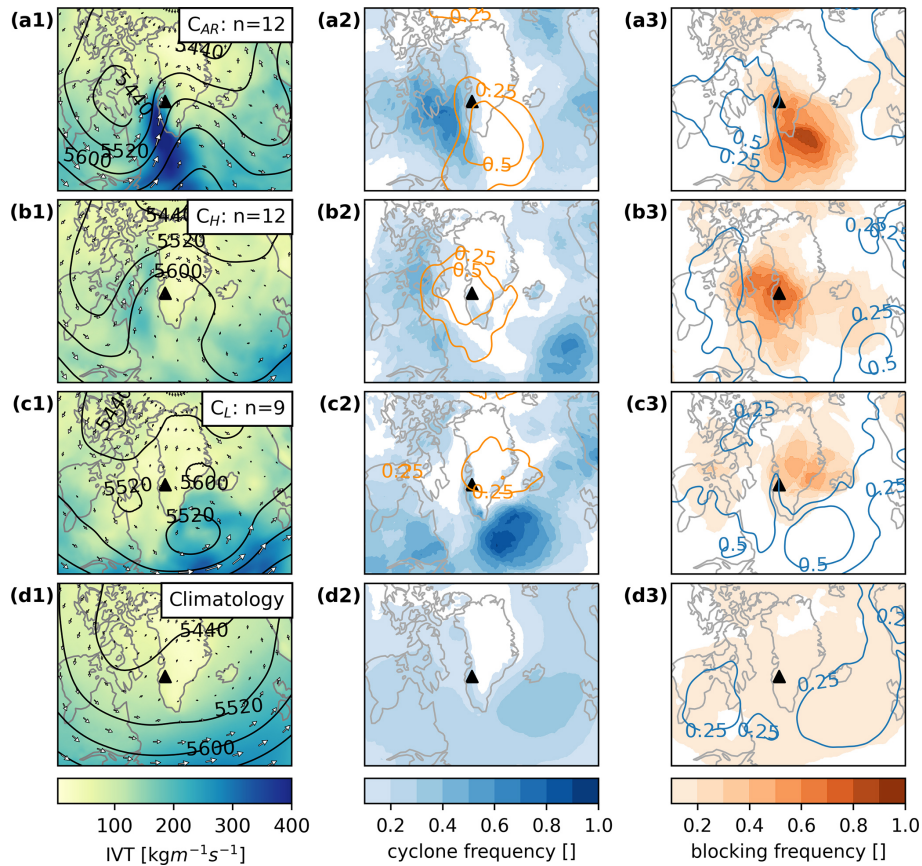 (a1)
C_AR: n=12
5440
5440
5520
5600
(a2)
0.25
0.25
0.5
(a3)
0.5
0.25
(b1)
C_H: n=12
5440
5520
5600
(b2)
0.25
0.5
(b3)
0.25
0.25
0.25
0.5
(c1)
C_L: n=9
5440
5600
5520
5520
(c2)
0.25
0.25
(c3)
0.25
0.25
0.5
0.5
(d1)
Climatology
5440
5520
5600
(d2)
(d3)
0.25
0.25
0.25
0.25
100 200 300 400
IVT [kgm⁻¹s⁻¹]
0.2 0.4 0.6 0.8 1.0
cyclone frequency []
0.2 0.4 0.6 0.8 1.0
blocking frequency []